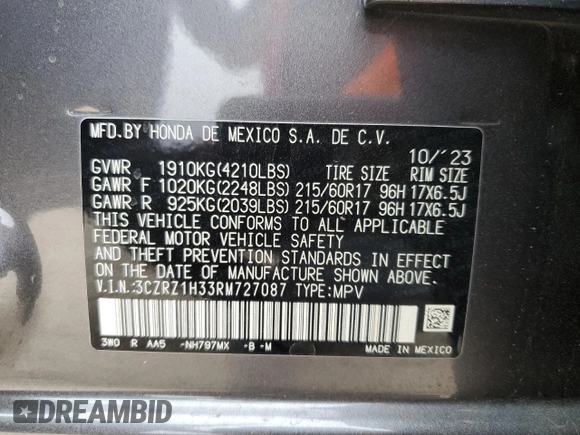 MFD.BY HONDA DE MEXICO S.A. DE C.V.
10/'23
GVWR 1910KG(4210LBS) TIRE SIZE RIM SIZE
GAWR F 1020KG(2248LBS) 215/60R17 96H 17X6.5J
GAWR R 925KG(2039LBS) 215/60R17 96H 17X6.5J
THIS VEHICLE CONFORMS TO ALL APPLICABLE
FEDERAL MOTOR VEHICLE SAFETY
AND THEFT PREVENTION STANDARDS IN EFFECT
ON THE DATE OF MANUFACTURE SHOWN ABOVE.
V.I.N.:3CZRZ1H33RM727087 TYPE:MPV
3W0 R AA5 -NH797MX -B -M MADE IN MEXICO
DREAMBID